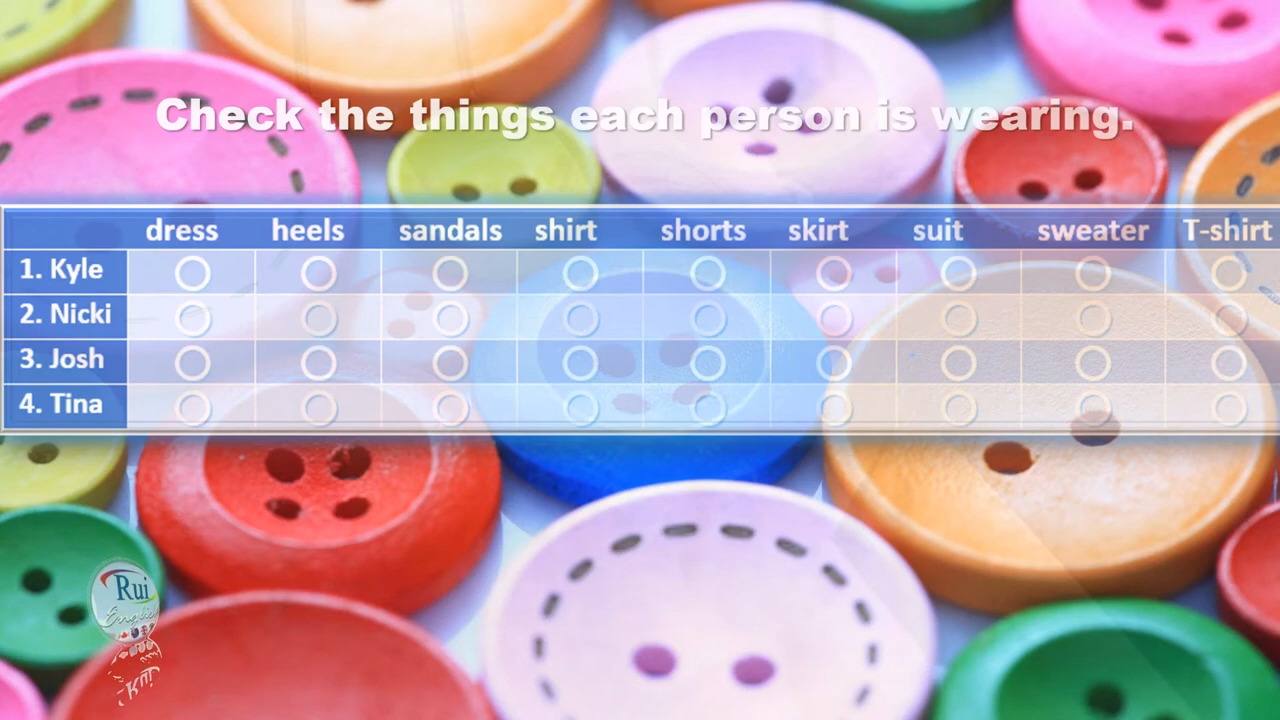 Check the things each person is wearing.
dress heels sandals shirt shorts skirt suit sweater T-shirt
1. Kyle
2. Nicki
3. Josh
4. Tina
Rui
English